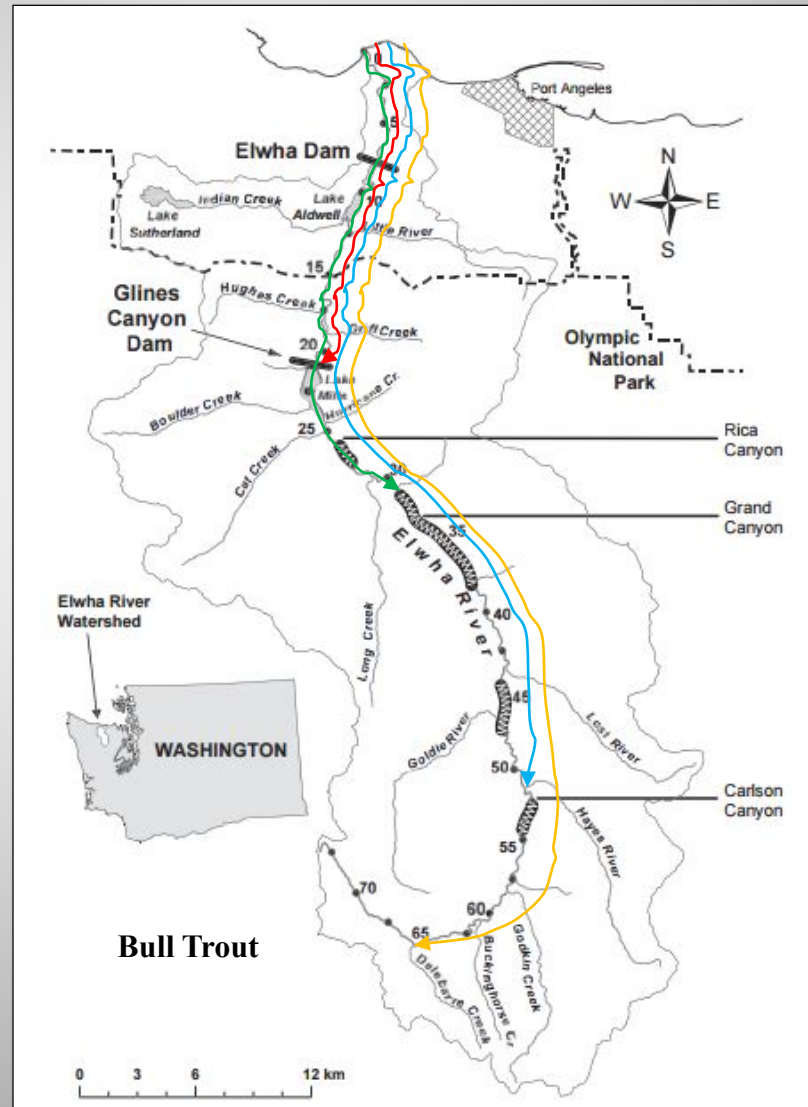 0
Port Angeles
5
Elwha Dam
N
W
E
S
Indian Creek
Lake
Aldwell
10
Lake
Sutherland
River
15
Glines
Canyon
Dam
Hughes Creek
Creek
20
Olympic
National
Park
Lake
Mills
Hurricane Cr.
Boulder Creek
25
Cat Creek
Rica
Canyon
30
Grand
Canyon
35
Elwha River
Elwha River
Watershed
40
Long Creek
45
Lost River
WASHINGTON
Goldie River
50
Carlson
Canyon
Hayes River
55
70
60
Bull Trout
65
Godkin Creek
Buckinghorse Cr
Delabarre Creek
0 3 6 12 km